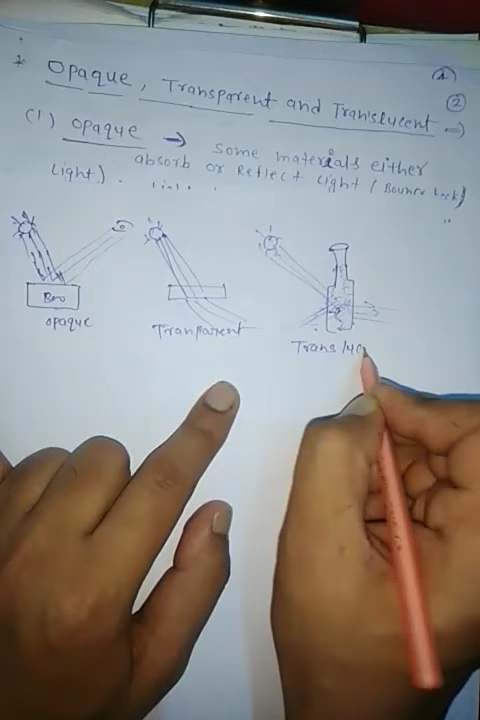 * Opaque, Transparent and Translucent ⇒
②
(1) Opaque → Some materials either
absorb or Reflect Light (Bounce back
Light).
opaque
Tranparent
Trans luc